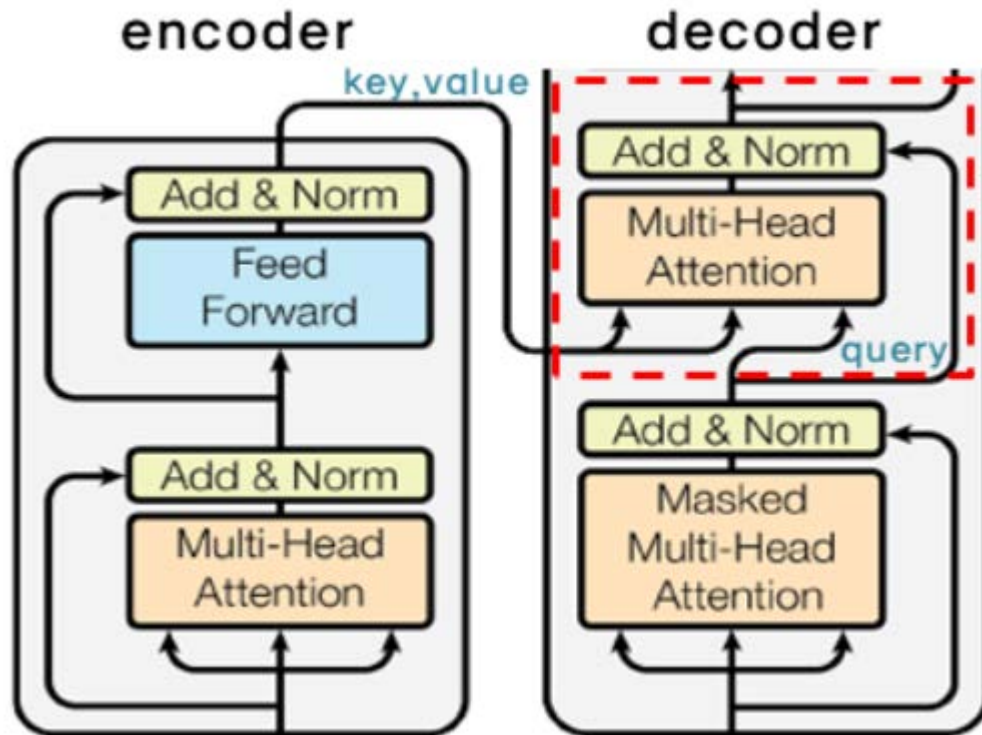 encoder
decoder
key,value
Add & Norm
Feed
Forward
Add & Norm
Multi-Head
Attention
Add & Norm
Multi-Head
Attention
query
Add & Norm
Masked
Multi-Head
Attention